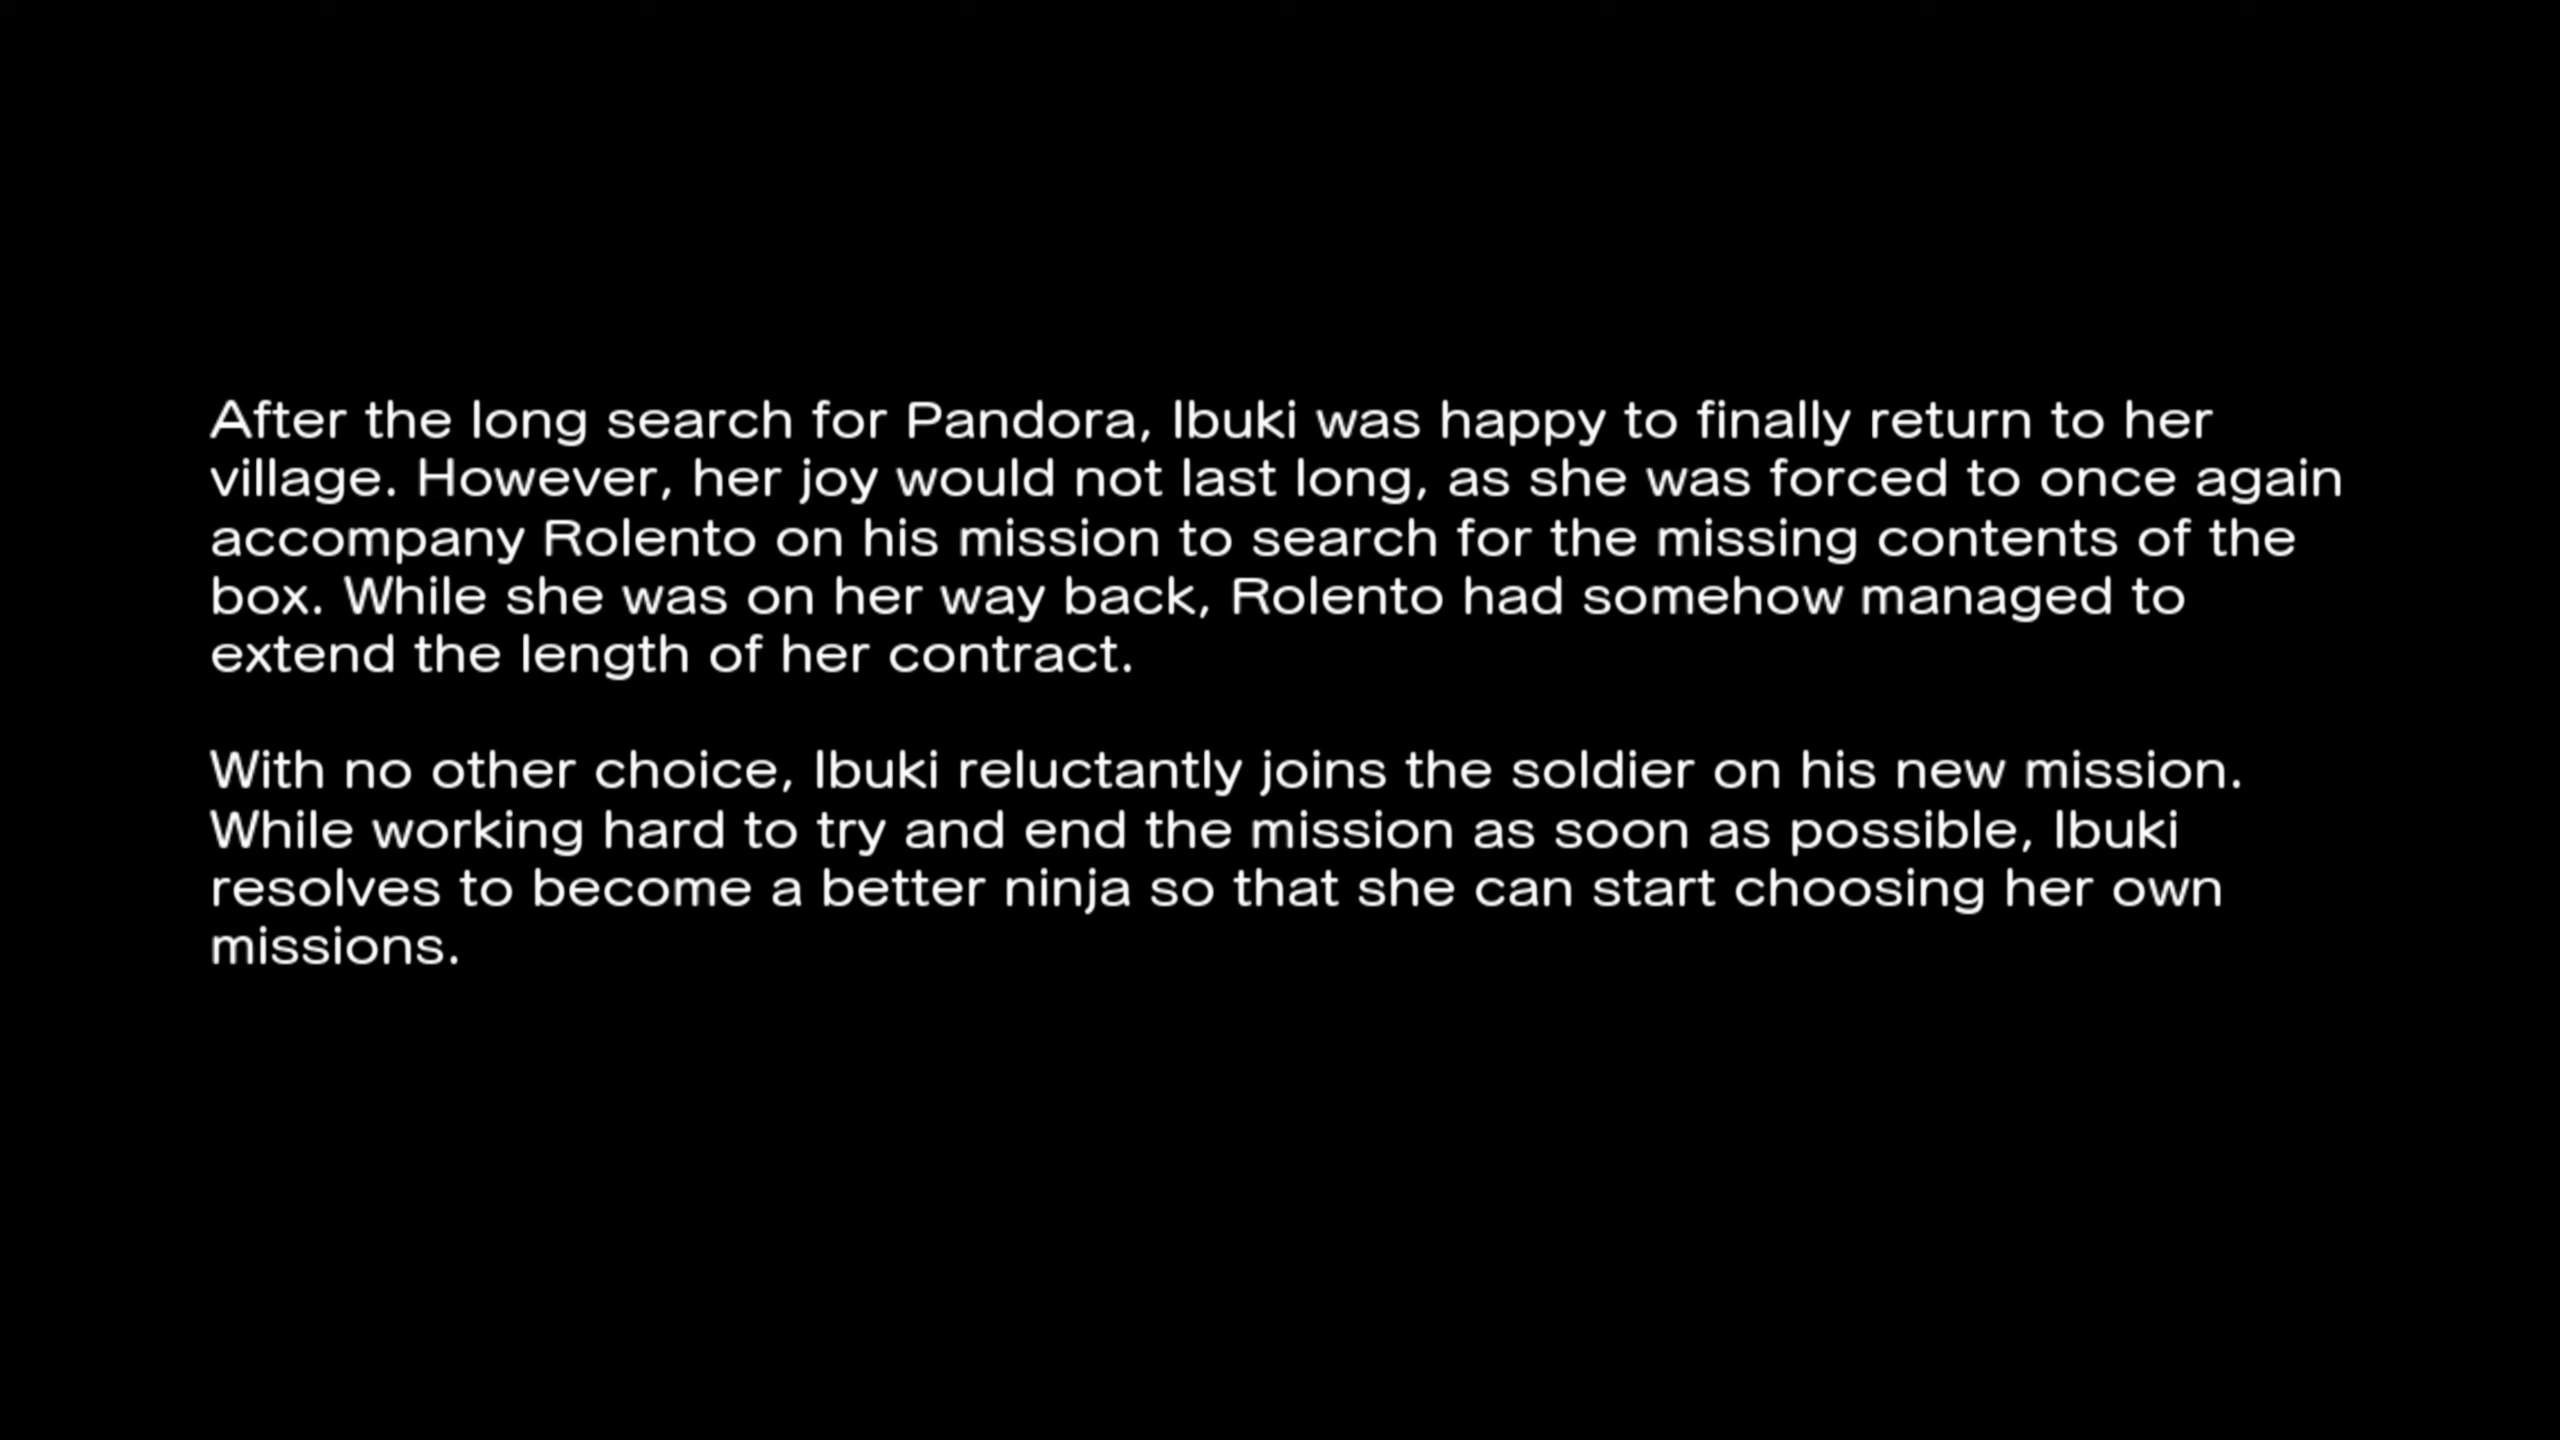 After the long search for Pandora, Ibuki was happy to finally return to her
village. However, her joy would not last long, as she was forced to once again
accompany Rolento on his mission to search for the missing contents of the
box. While she was on her way back, Rolento had somehow managed to
extend the length of her contract.
With no other choice, Ibuki reluctantly joins the soldier on his new mission.
While working hard to try and end the mission as soon as possible, Ibuki
resolves to become a better ninja so that she can start choosing her own
missions.